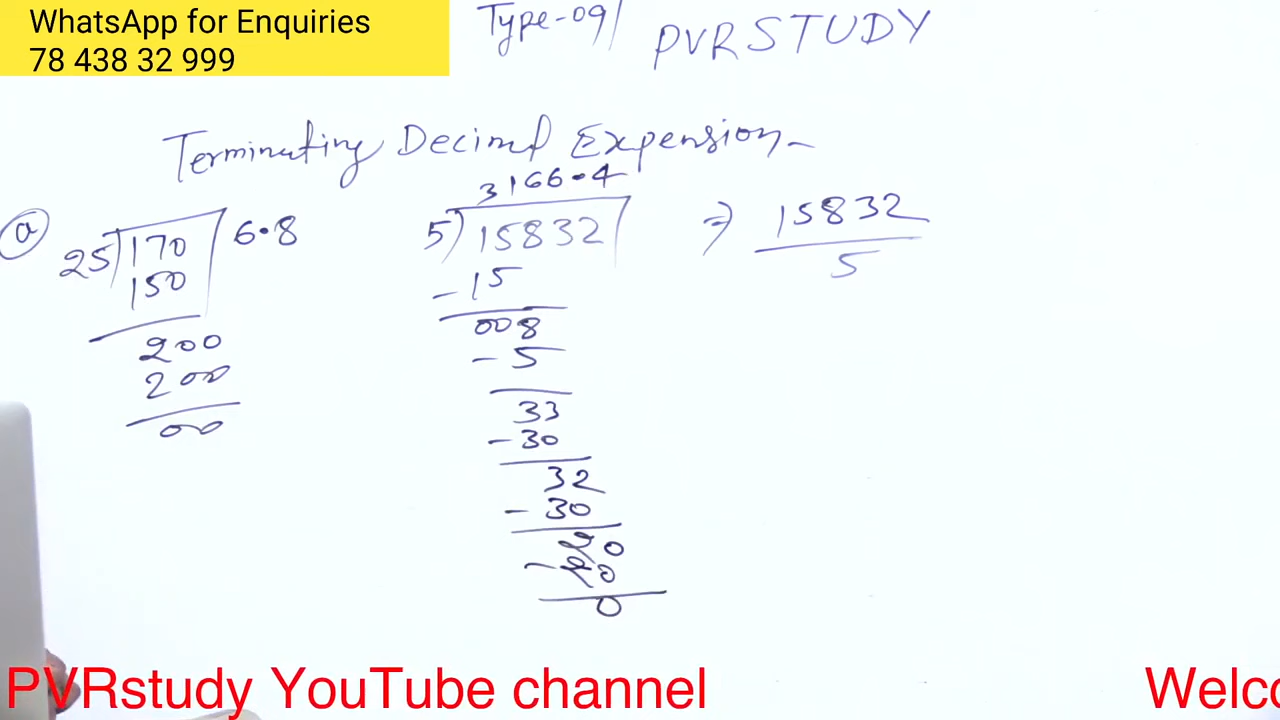 WhatsApp for Enquiries
78 438 32 999
Type-09/ PVRSTUDY
Terminating Decimal Expension
a
25)170 6.8
150
200
200
00
3166.4
5)15832
-15
008
-5
33
-30
32
-30
20
-20
0
⇒ 15832
5
PVRstudy YouTube channel
Welco